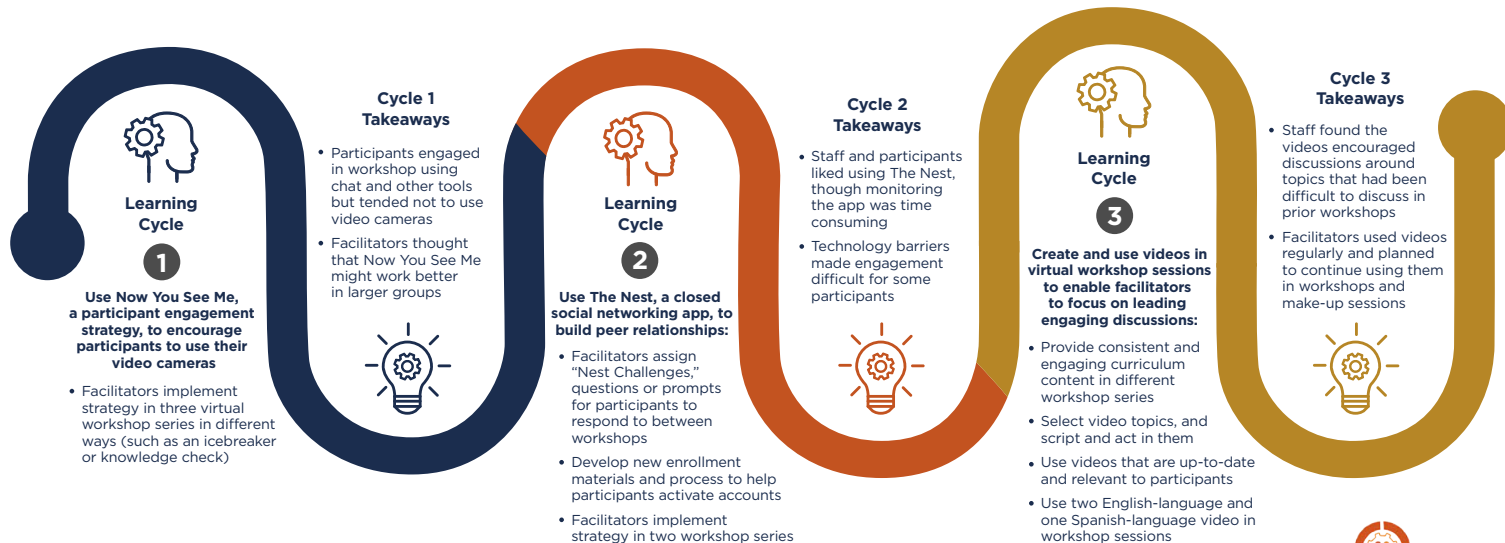 Learning
Cycle
1
Use Now You See Me,
a participant engagement
strategy, to encourage
participants to use their
video cameras
• Facilitators implement
strategy in three virtual
workshop series in different
ways (such as an icebreaker
or knowledge check)
Cycle 1
Takeaways
• Participants engaged
in workshop using
chat and other tools
but tended not to use
video cameras
• Facilitators thought
that Now You See Me
might work better
in larger groups
Learning
Cycle
2
Use The Nest, a closed
social networking app, to
build peer relationships:
• Facilitators assign
“Nest Challenges,”
questions or prompts
for participants to
respond to between
workshops
• Develop new enrollment
materials and process to help
participants activate accounts
• Facilitators implement
strategy in two workshop series
Cycle 2
Takeaways
• Staff and participants
liked using The Nest,
though monitoring
the app was time
consuming
• Technology barriers
made engagement
difficult for some
participants
Learning
Cycle
3
Create and use videos in
virtual workshop sessions
to enable facilitators
to focus on leading
engaging discussions:
• Provide consistent and
engaging curriculum
content in different
workshop series
• Select video topics, and
script and act in them
• Use videos that are up-to-date
and relevant to participants
• Use two English-language and
one Spanish-language video in
workshop sessions
Cycle 3
Takeaways
• Staff found the
videos encouraged
discussions around
topics that had been
difficult to discuss in
prior workshops
• Facilitators used videos
regularly and planned
to continue using them
in workshops and
make-up sessions